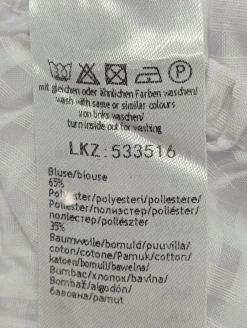 mit gleichen oder ähnlichen Farben waschen/
wash with same or similar colours
von links waschen/
turn inside out for washing
LKZ:533516
Bluse/blouse
65%
Polyester/polyesteri/poliestere/
Poliester/полиэстер/poliéster/
полиестер/poliészter
35%
Baumwolle/bomuld/puuvilla/
coton/cotone/Pamuk/cotton/
katoen/bomull/bawełna/
Bumbac/хлопок/bavlna/
Bombaž/algodón/
бавовна/pamut